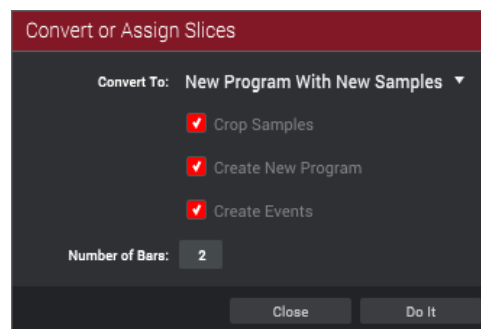 Convert or Assign Slices
Convert To: New Program With New Samples
Crop Samples
Create New Program
Create Events
Number of Bars: 2
Close Do It